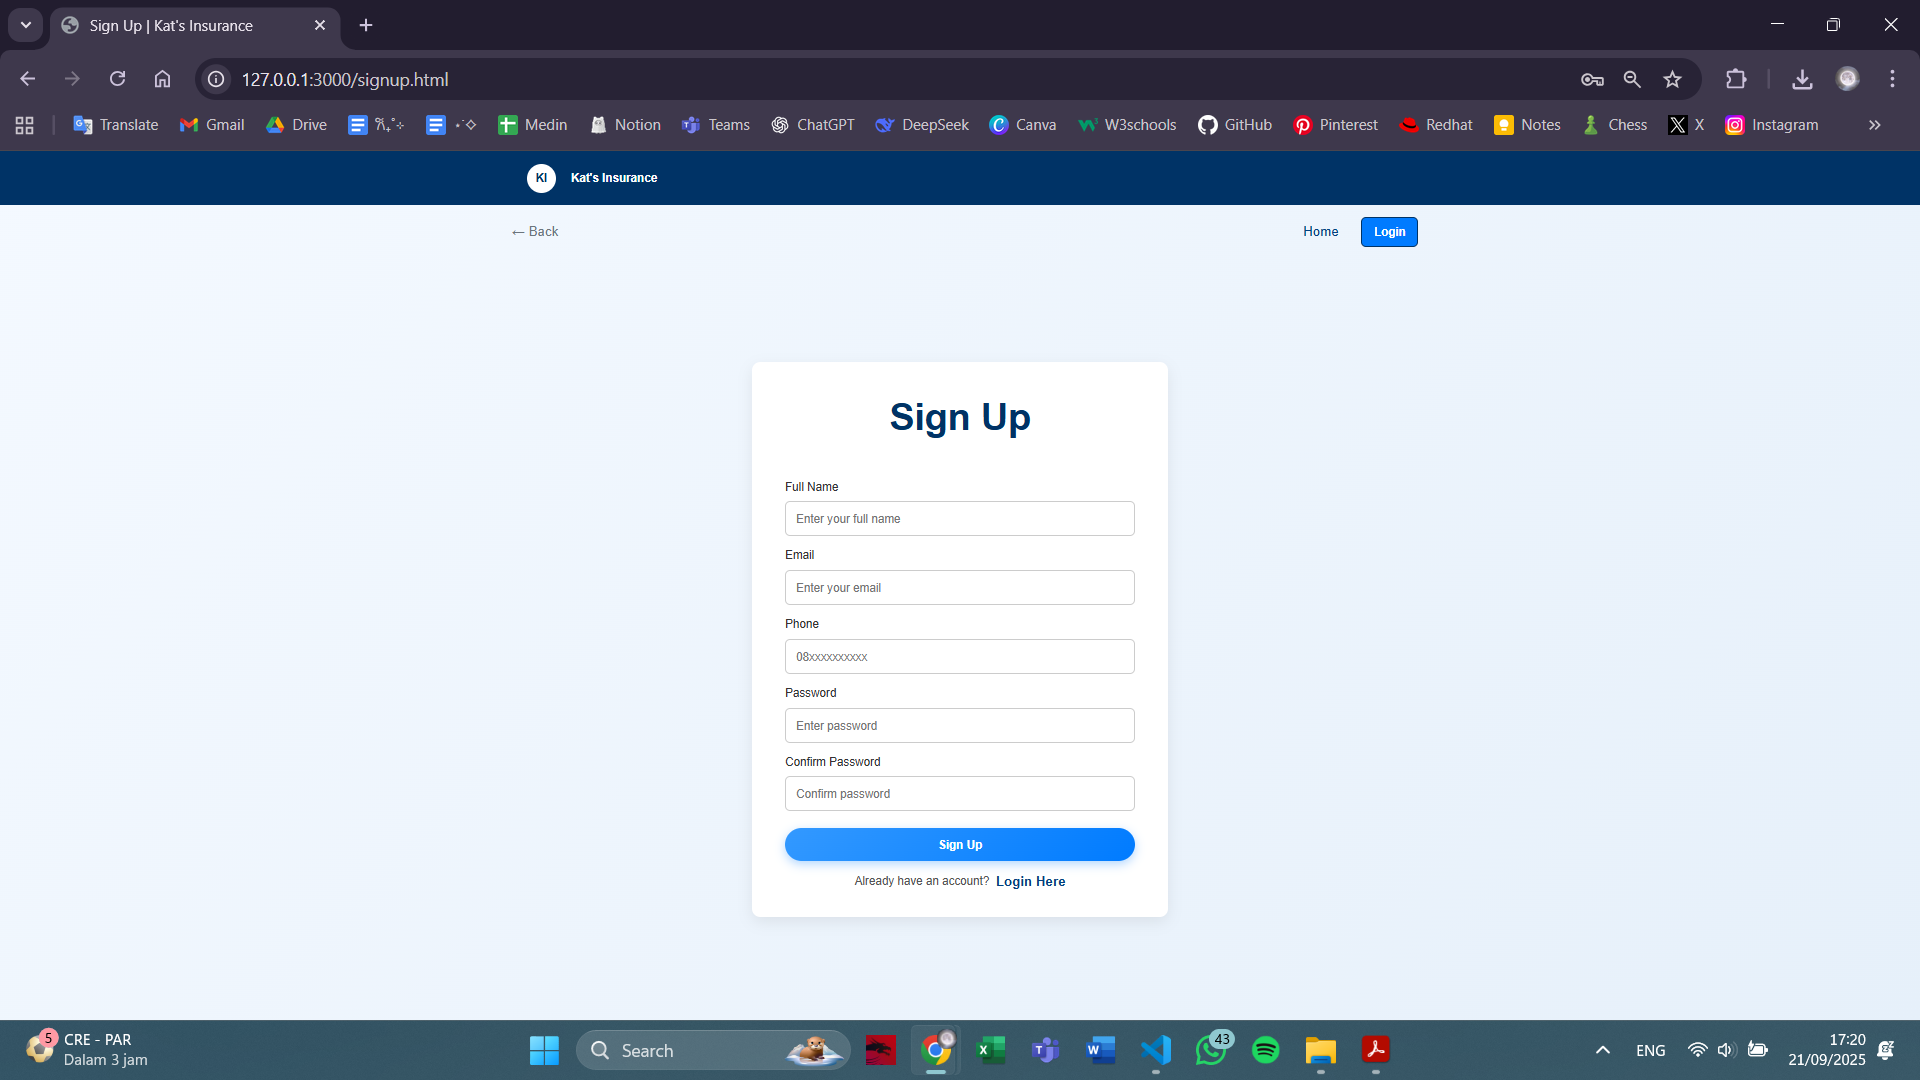 Sign Up | Kat's Insurance
127.0.0.1:3000/signup.html
Translate Gmail Drive Medin Notion Teams ChatGPT DeepSeek Canva W3schools GitHub Pinterest Redhat Notes Chess X Instagram
KI Kat's Insurance
← Back Home Login
Sign Up
Full Name
Enter your full name
Email
Enter your email
Phone
08xxxxxxxxxx
Password
Enter password
Confirm Password
Confirm password
Sign Up
Already have an account? Login Here
5 CRE - PAR
Dalam 3 jam
Search
43
ENG
17:20
21/09/2025